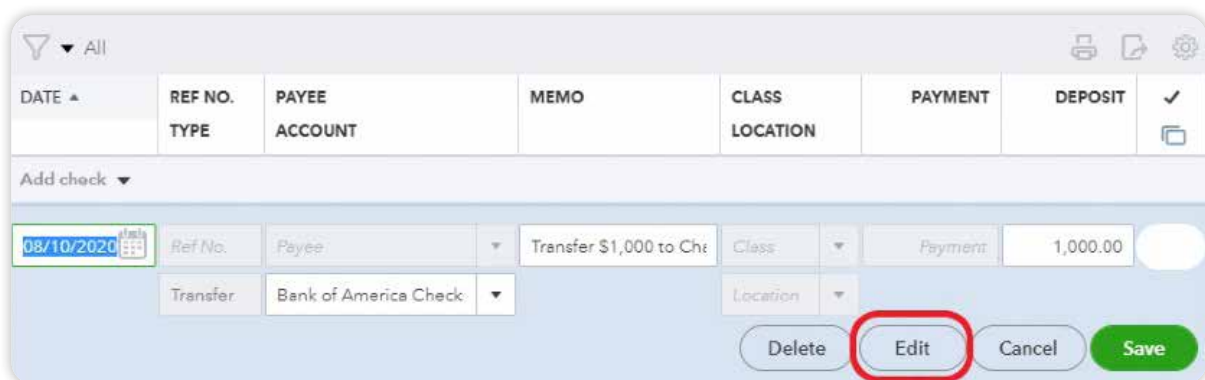 All
DATE REF NO. PAYEE MEMO CLASS PAYMENT DEPOSIT
TYPE ACCOUNT LOCATION
Add check
08/10/2020 Ref No. Payee Transfer $1,000 to Cha Class Payment 1,000.00
Transfer Bank of America Check Location
Delete Edit Cancel Save